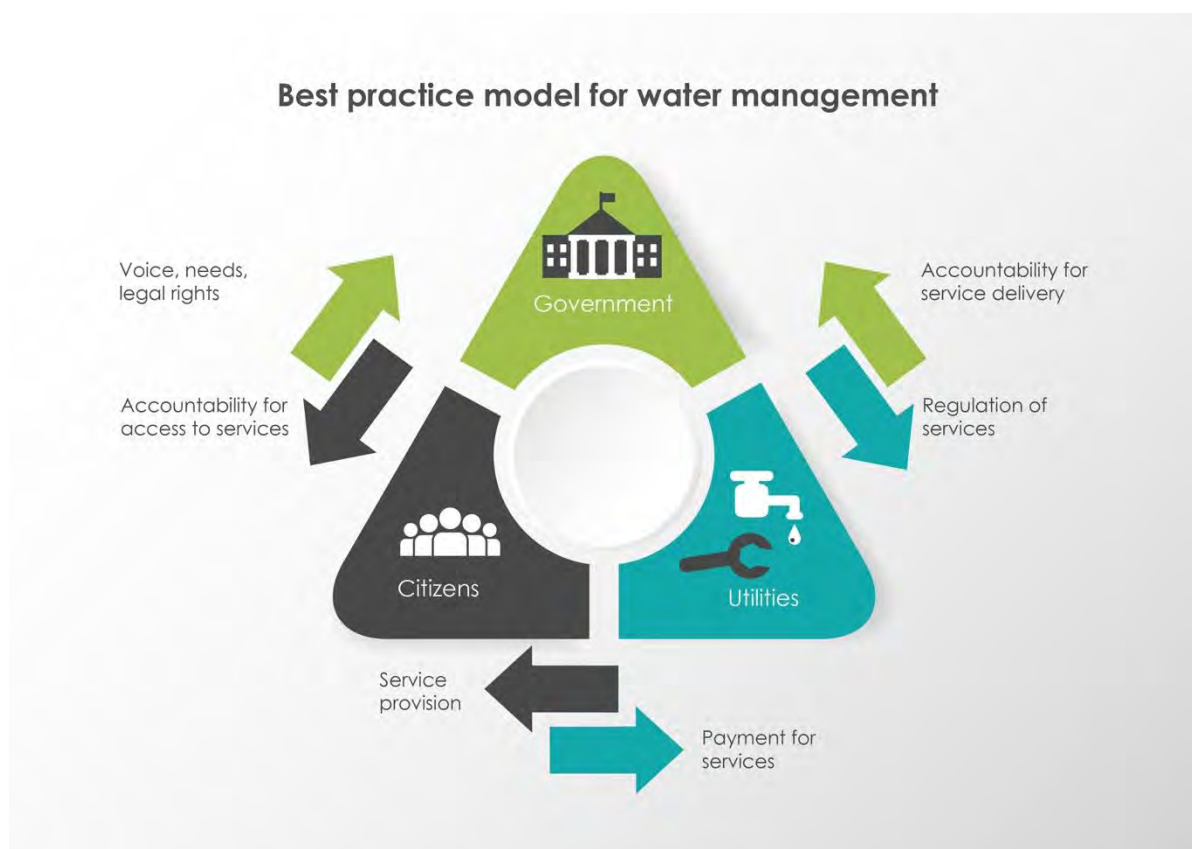 Best practice model for water management
Government
Voice, needs,
legal rights
Accountability for
service delivery
Accountability for
access to services
Regulation of
services
Citizens
Utilities
Service
provision
Payment for
services